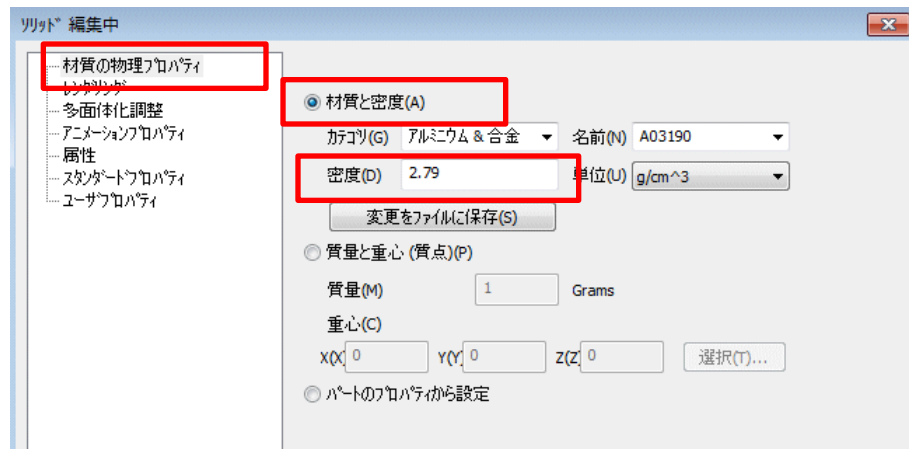 ｿﾘｯﾄﾞ 編集中
材質の物理ﾌﾟﾛﾊﾟﾃｨ
ﾚﾝﾀﾞﾘﾝｸﾞ
多面体化調整
ｱﾆﾒｰｼｮﾝﾌﾟﾛﾊﾟﾃｨ
属性
ｽﾀﾝﾀﾞｰﾄﾞﾌﾟﾛﾊﾟﾃｨ
ﾕｰｻﾞﾌﾟﾛﾊﾟﾃｨ
材質と密度(A)
ｶﾃｺﾞﾘ(G) ｱﾙﾐﾆｳﾑ & 合金 名前(N) A03190
密度(D) 2.79 単位(U) g/cm^3
変更をﾌｧｲﾙに保存(S)
質量と重心 (質点)(P)
質量(M) 1 Grams
重心(C)
X(X) 0 Y(Y) 0 Z(Z) 0 選択(T)...
ﾊﾟｰﾄのﾌﾟﾛﾊﾟﾃｨから設定